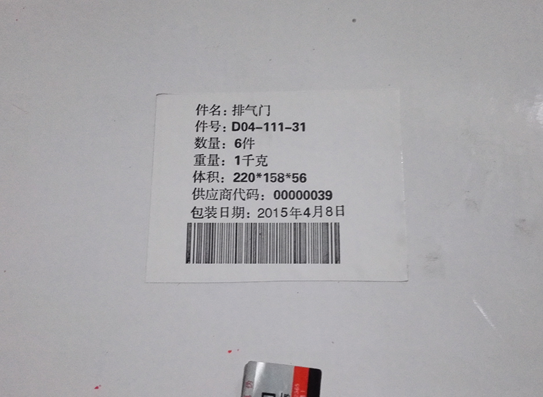 件名：排气门
件号：D04-111-31
数量：6件
重量：1千克
体积：220*158*56
供应商代码：00000039
包装日期：2015年4月8日